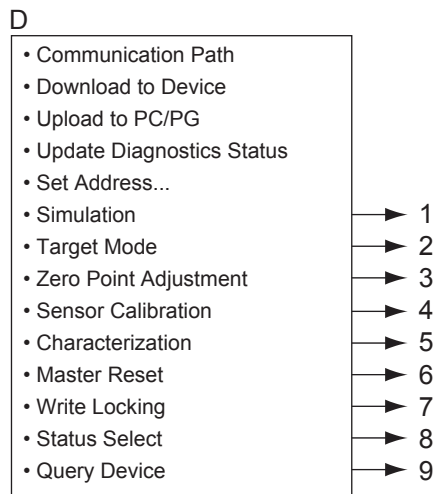 D
• Communication Path
• Download to Device
• Upload to PC/PG
• Update Diagnostics Status
• Set Address...
• Simulation 1
• Target Mode 2
• Zero Point Adjustment 3
• Sensor Calibration 4
• Characterization 5
• Master Reset 6
• Write Locking 7
• Status Select 8
• Query Device 9